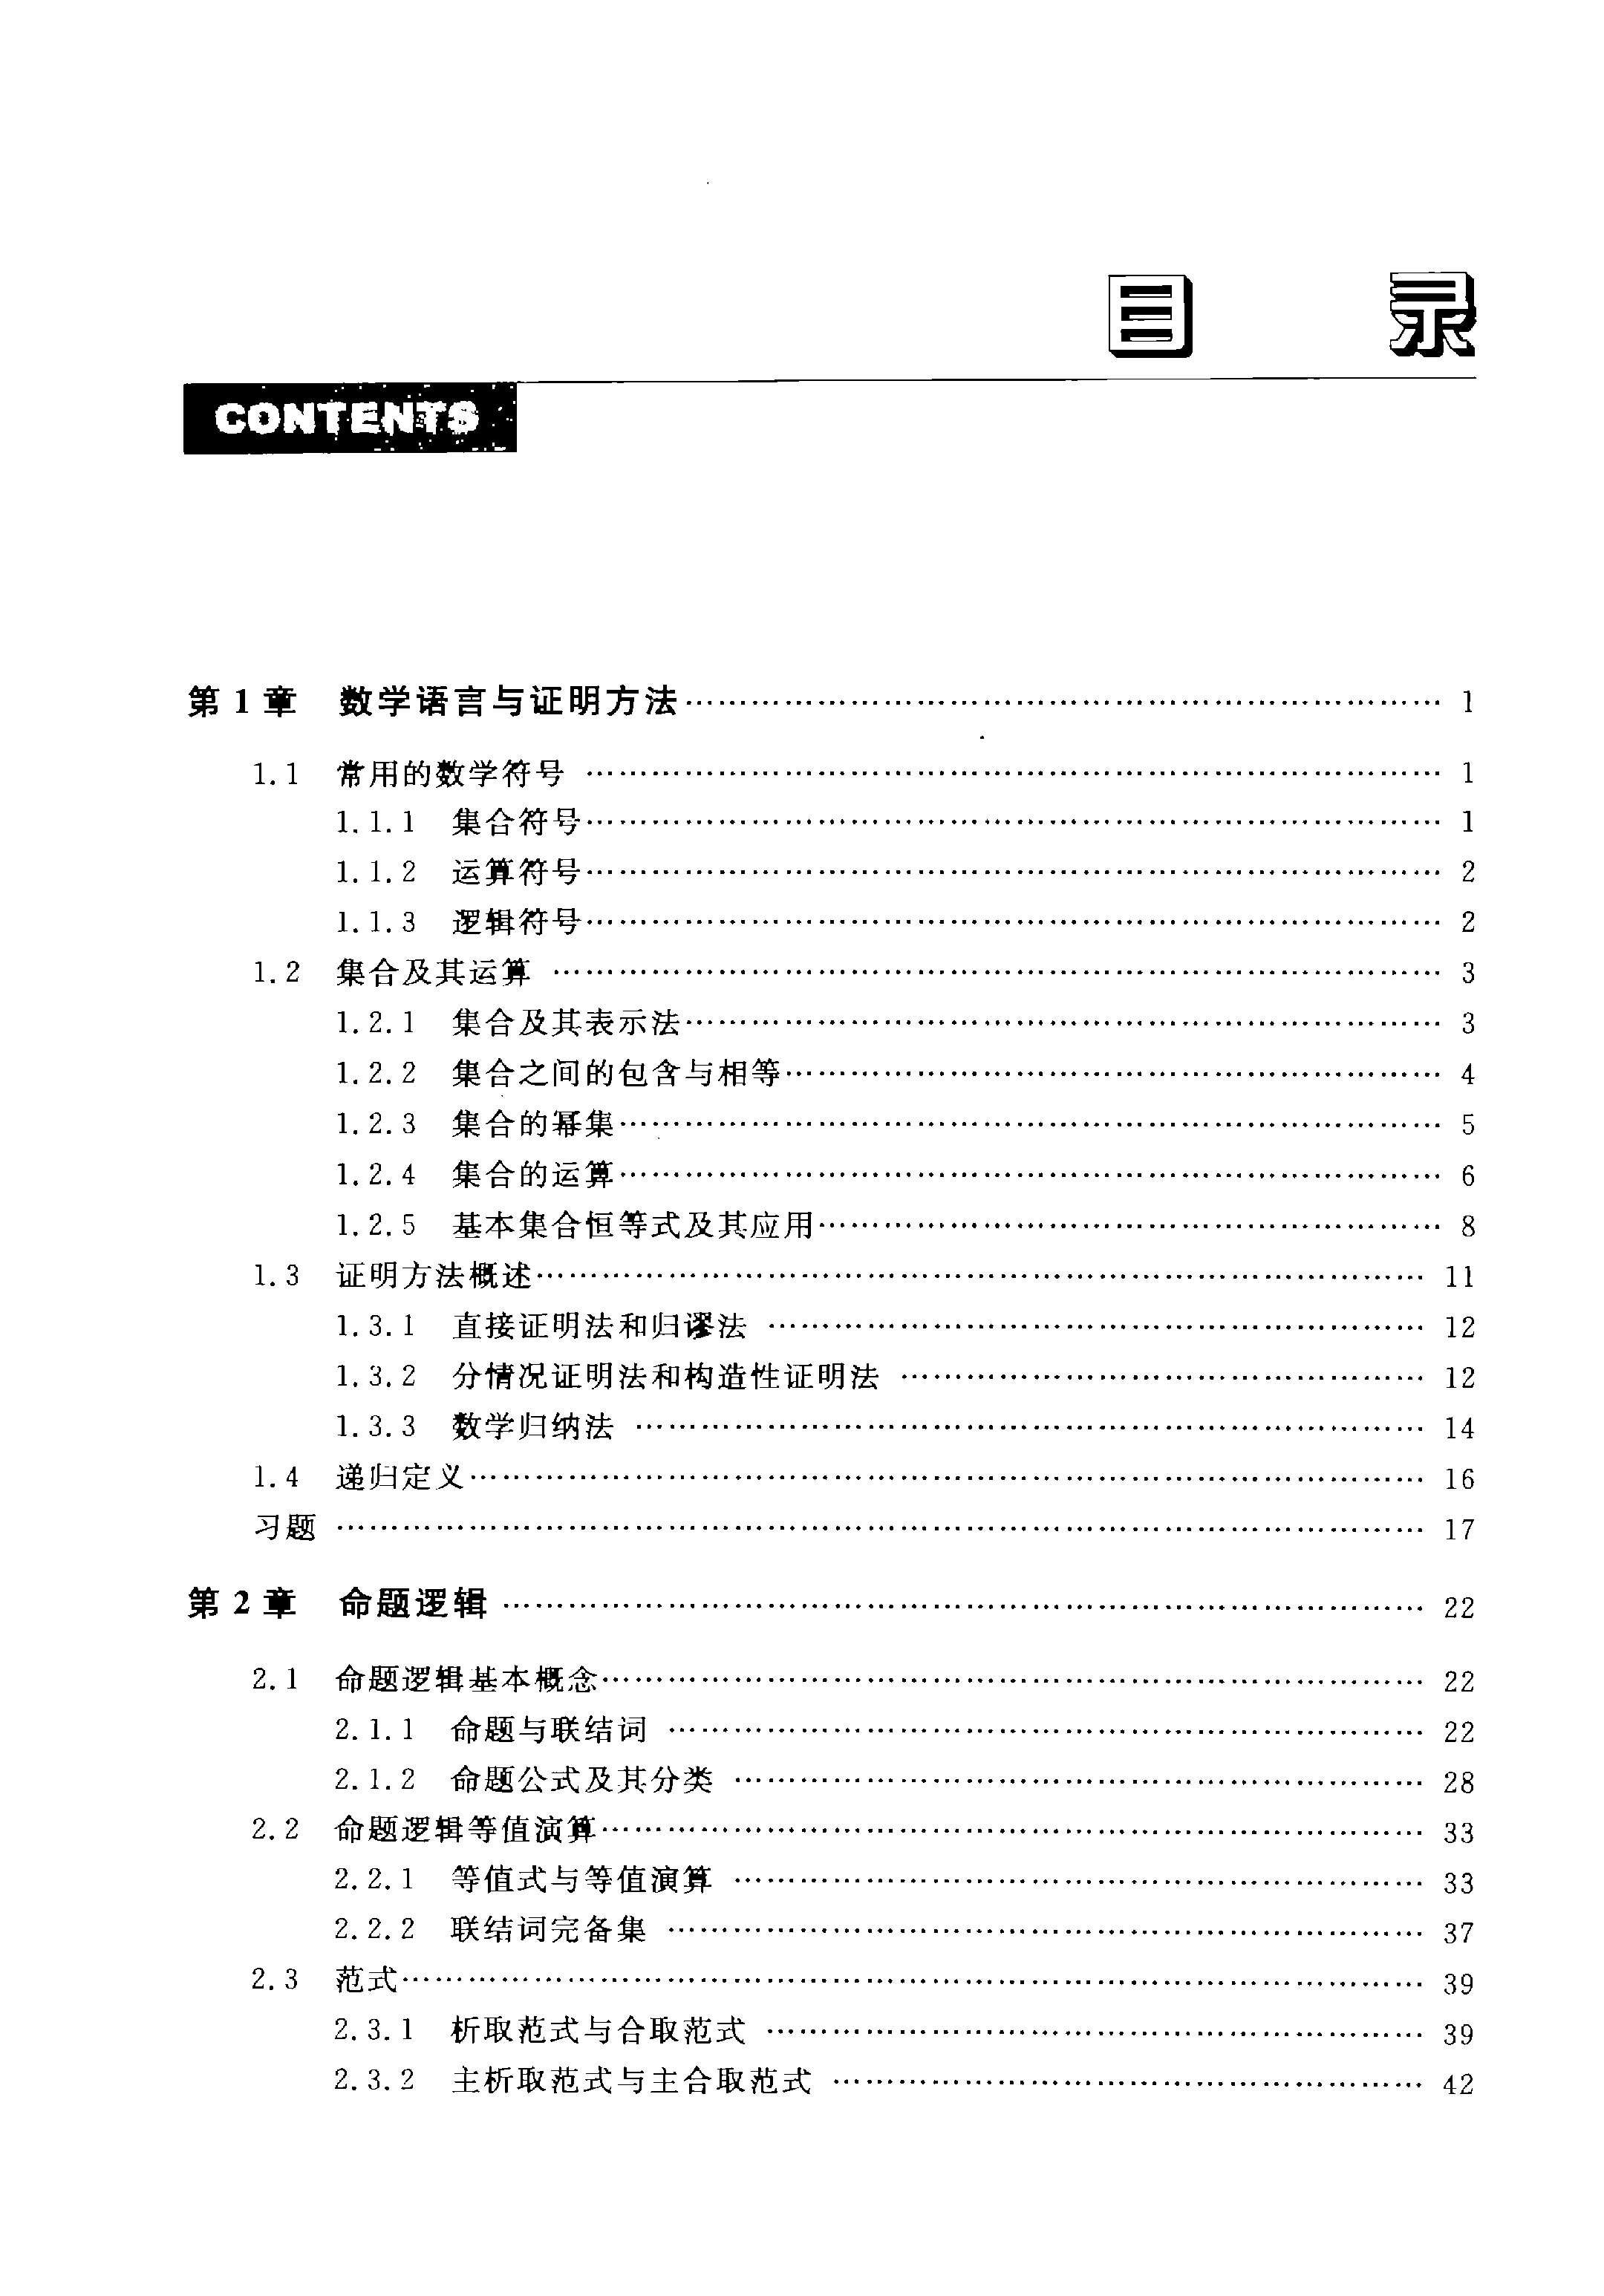 目 录
CONTENTS
第1章 数学语言与证明方法…… 1
1.1 常用的数学符号…… 1
1.1.1 集合符号…… 1
1.1.2 运算符号…… 2
1.1.3 逻辑符号…… 2
1.2 集合及其运算…… 3
1.2.1 集合及其表示法…… 3
1.2.2 集合之间的包含与相等…… 4
1.2.3 集合的幂集…… 5
1.2.4 集合的运算…… 6
1.2.5 基本集合恒等式及其应用…… 8
1.3 证明方法概述…… 11
1.3.1 直接证明法和归谬法…… 12
1.3.2 分情况证明法和构造性证明法…… 12
1.3.3 数学归纳法…… 14
1.4 递归定义…… 16
习题…… 17
第2章 命题逻辑…… 22
2.1 命题逻辑基本概念…… 22
2.1.1 命题与联结词…… 22
2.1.2 命题公式及其分类…… 28
2.2 命题逻辑等值演算…… 33
2.2.1 等值式与等值演算…… 33
2.2.2 联结词完备集…… 37
2.3 范式…… 39
2.3.1 析取范式与合取范式…… 39
2.3.2 主析取范式与主合取范式…… 42